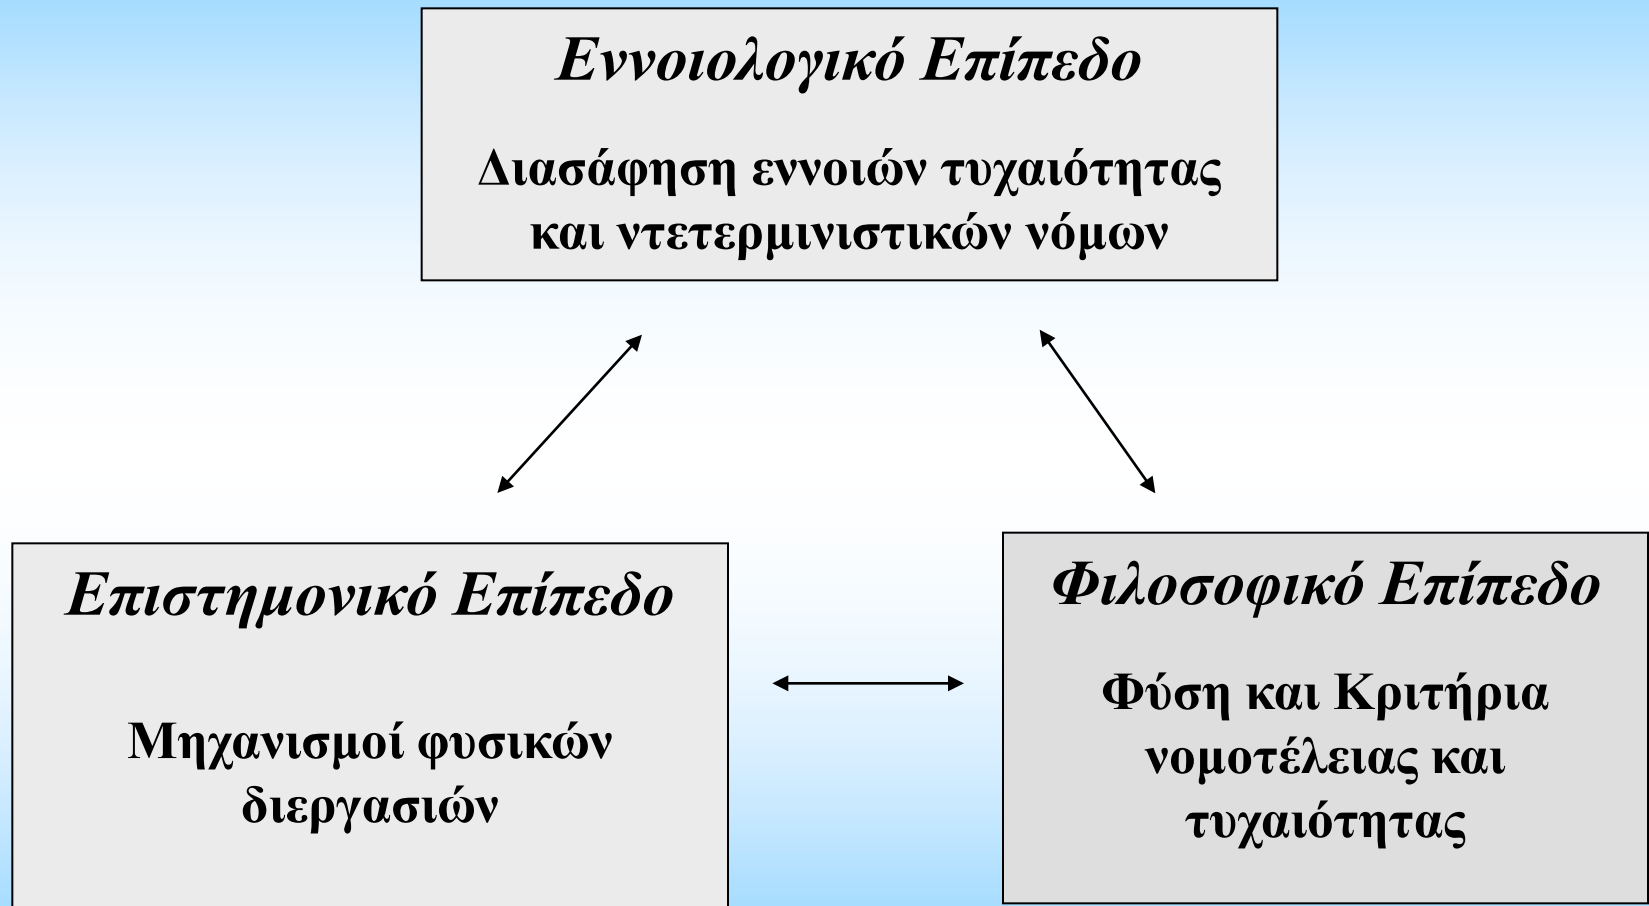 Εννοιολογικό Επίπεδο
Διασάφηση εννοιών τυχαιότητας
και ντετερμινιστικών νόμων
Επιστημονικό Επίπεδο
Μηχανισμοί φυσικών
διεργασιών
Φιλοσοφικό Επίπεδο
Φύση και Κριτήρια
νομοτέλειας και
τυχαιότητας